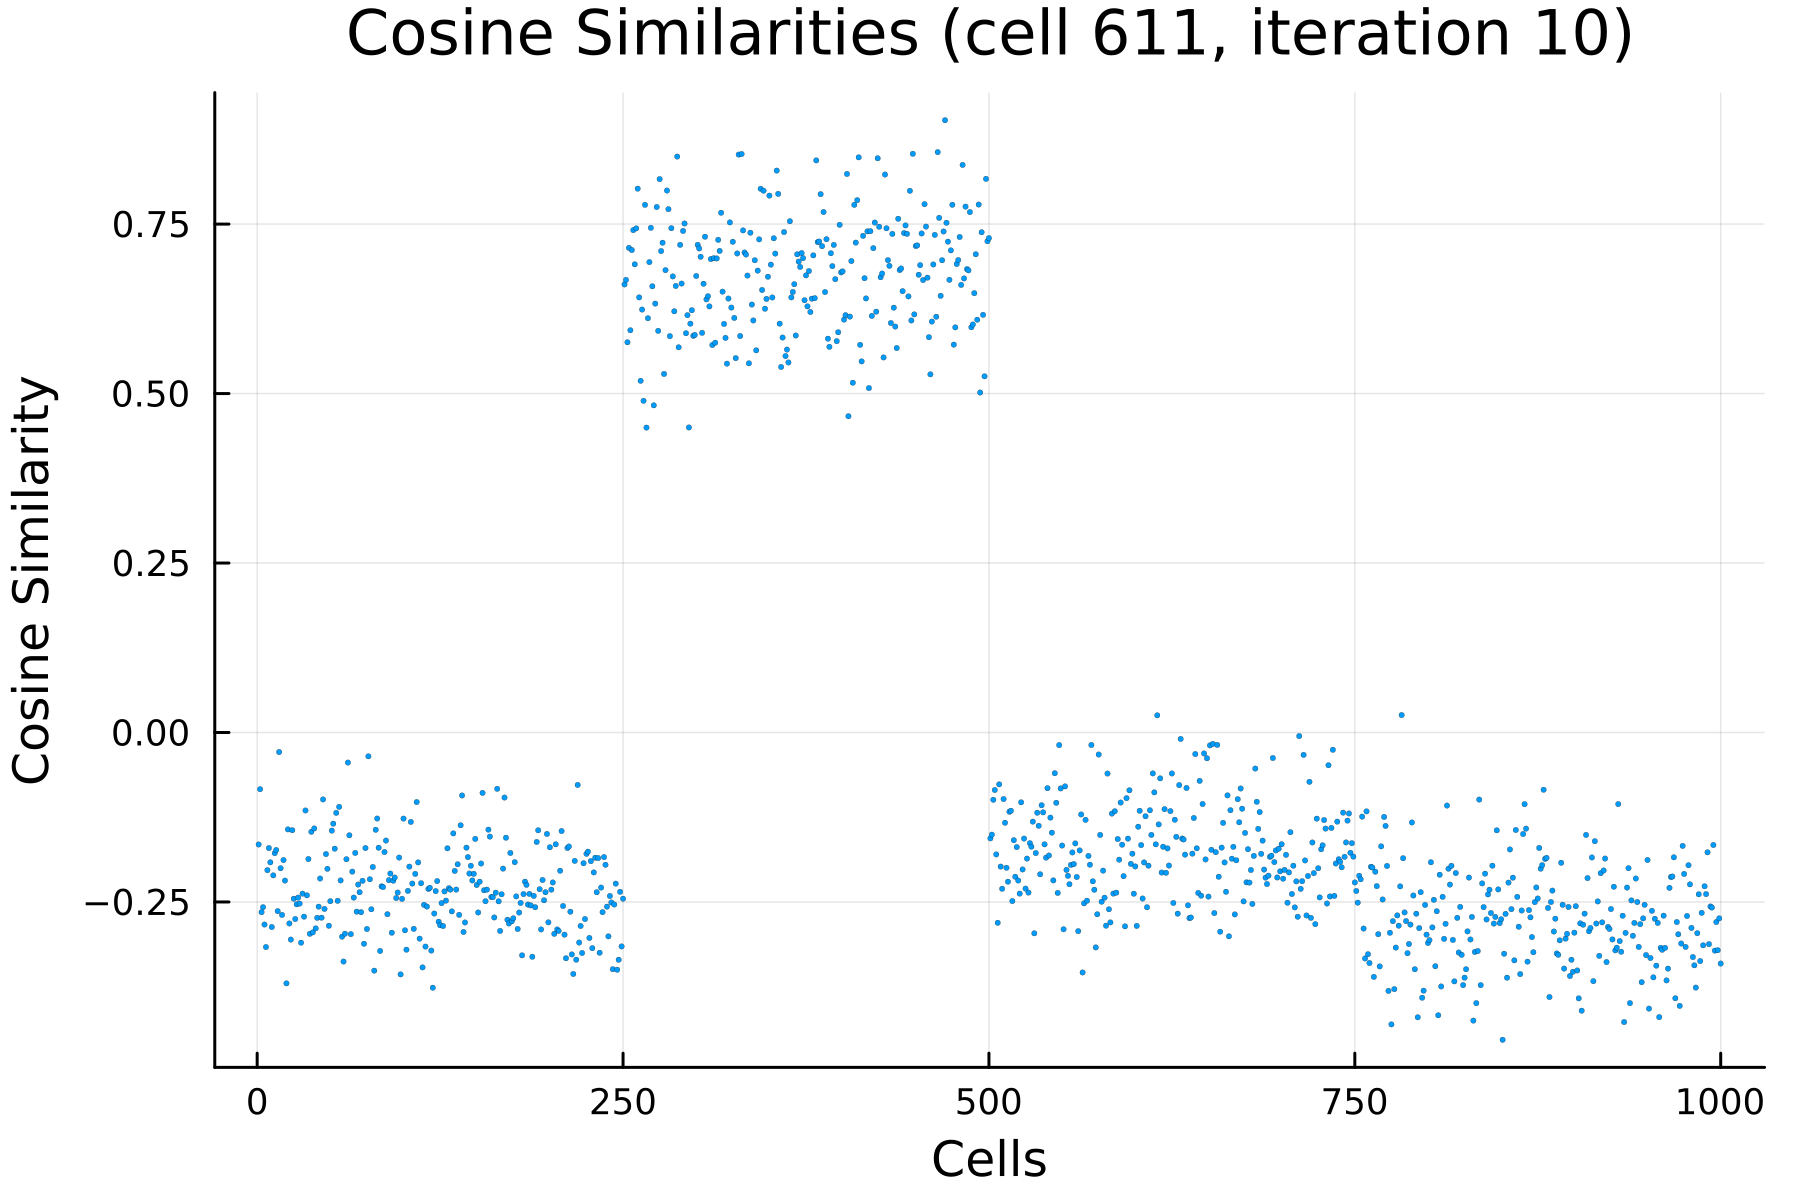 Cosine Similarities (cell 611, iteration 10)
Cosine Similarity
0.75
0.50
0.25
0.00
−0.25
0 250 500 750 1000
Cells